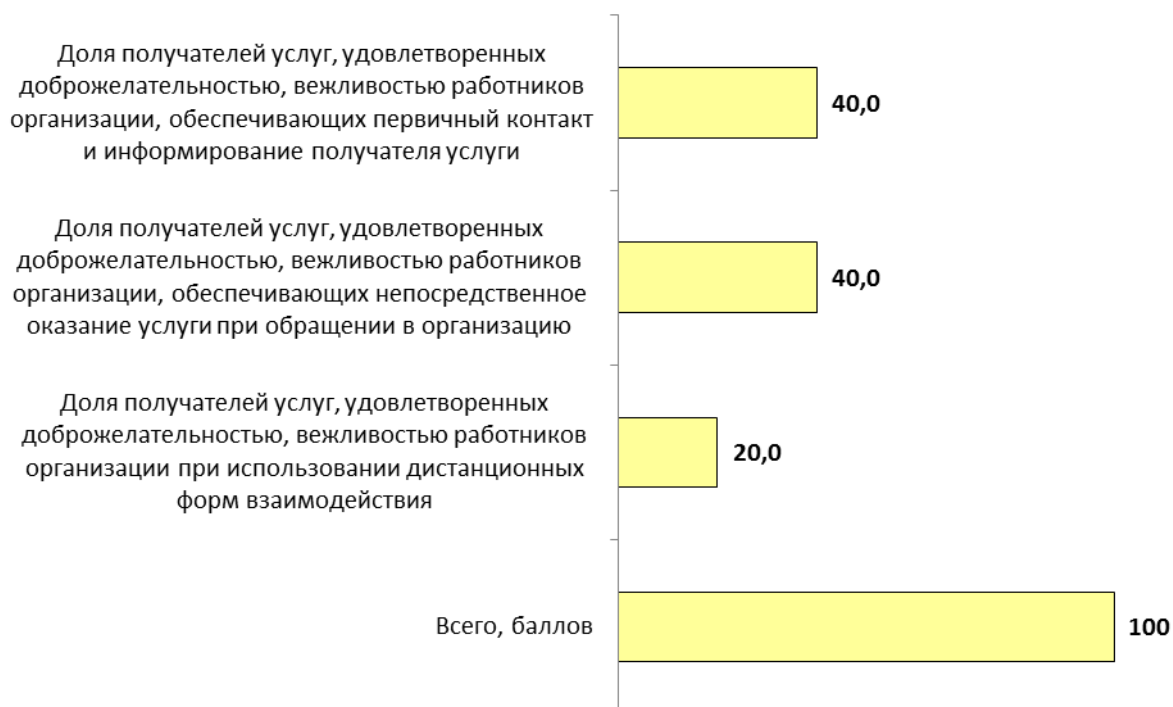 Доля получателей услуг, удовлетворенных
доброжелательностью, вежливостью работников
организации, обеспечивающих первичный контакт
и информирование получателя услуги
40,0
Доля получателей услуг, удовлетворенных
доброжелательностью, вежливостью работников
организации, обеспечивающих непосредственное
оказание услуги при обращении в организацию
40,0
Доля получателей услуг, удовлетворенных
доброжелательностью, вежливостью работников
организации при использовании дистанционных
форм взаимодействия
20,0
Всего, баллов
100